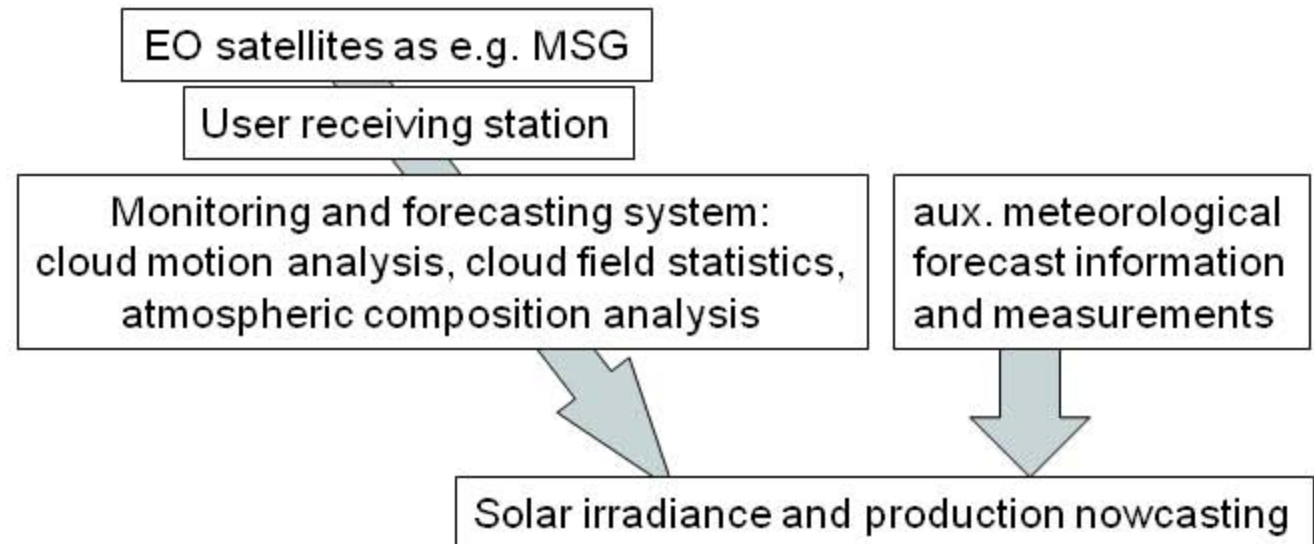 EO satellites as e.g. MSG
User receiving station
Monitoring and forecasting system:
cloud motion analysis, cloud field statistics,
atmospheric composition analysis
aux. meteorological
forecast information
and measurements
Solar irradiance and production nowcasting